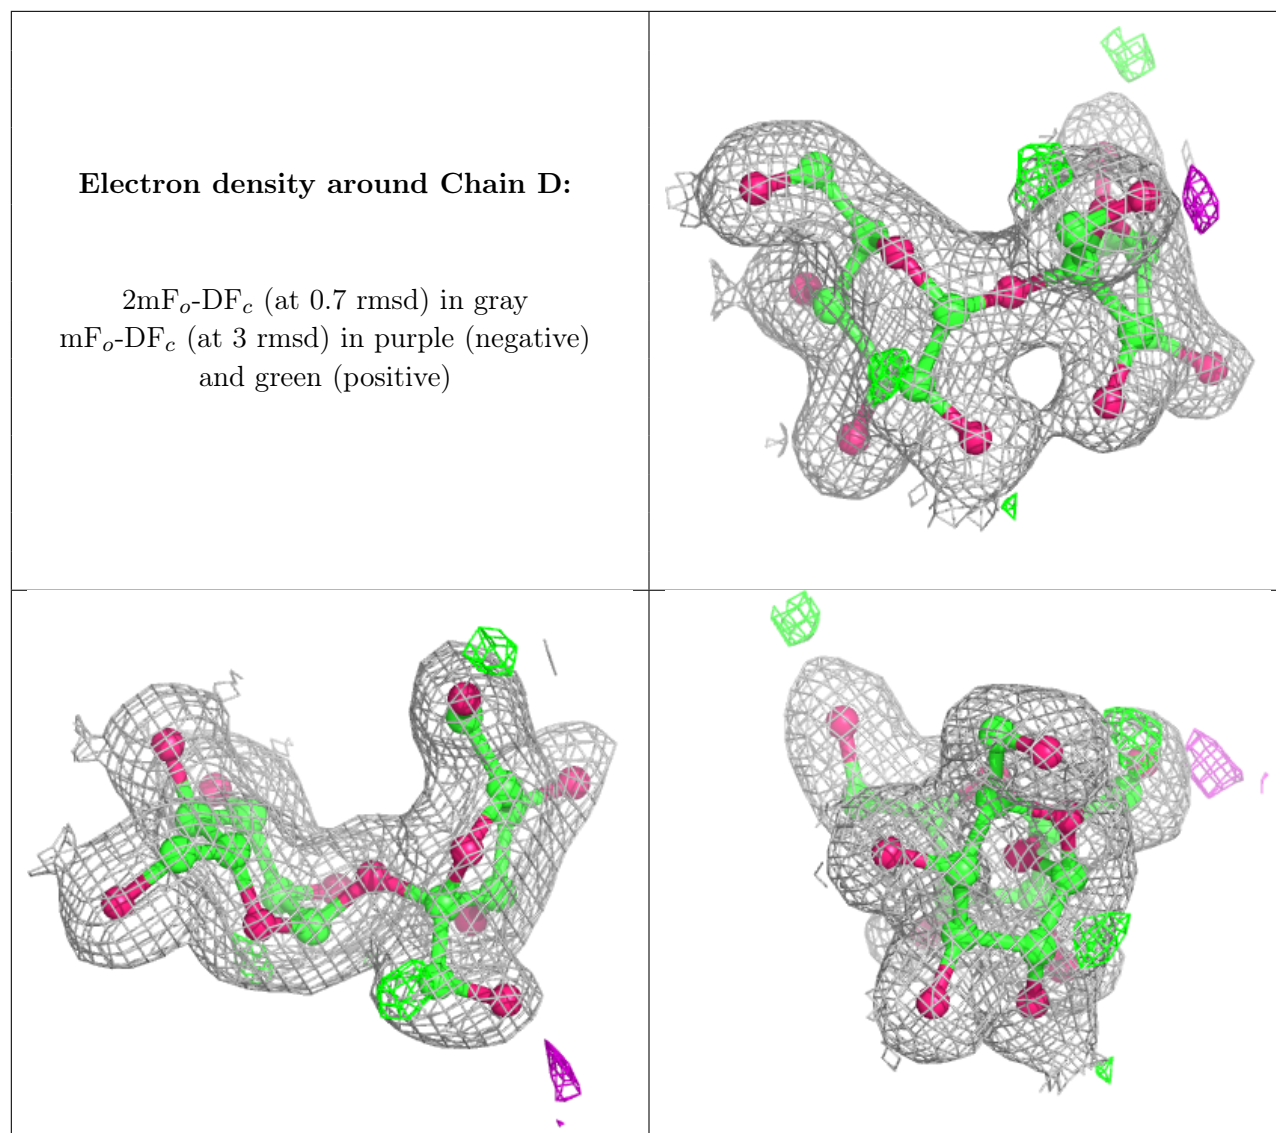 Electron density around Chain D:
2mFo-DFc (at 0.7 rmsd) in gray
mFo-DFc (at 3 rmsd) in purple (negative)
and green (positive)